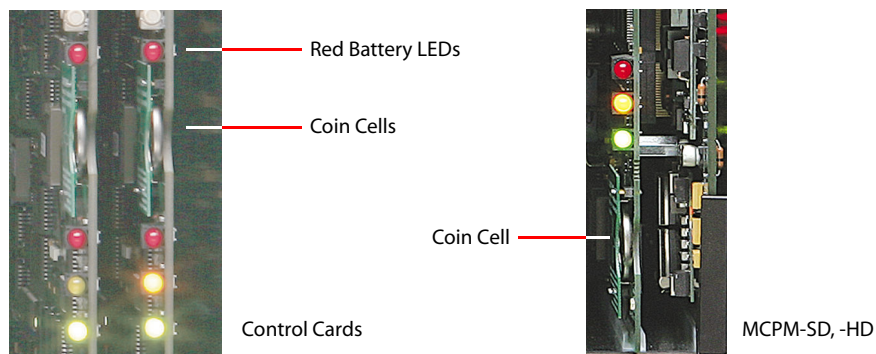 Red Battery LEDs
Coin Cells
Coin Cell
Control Cards
MCPM-SD, -HD